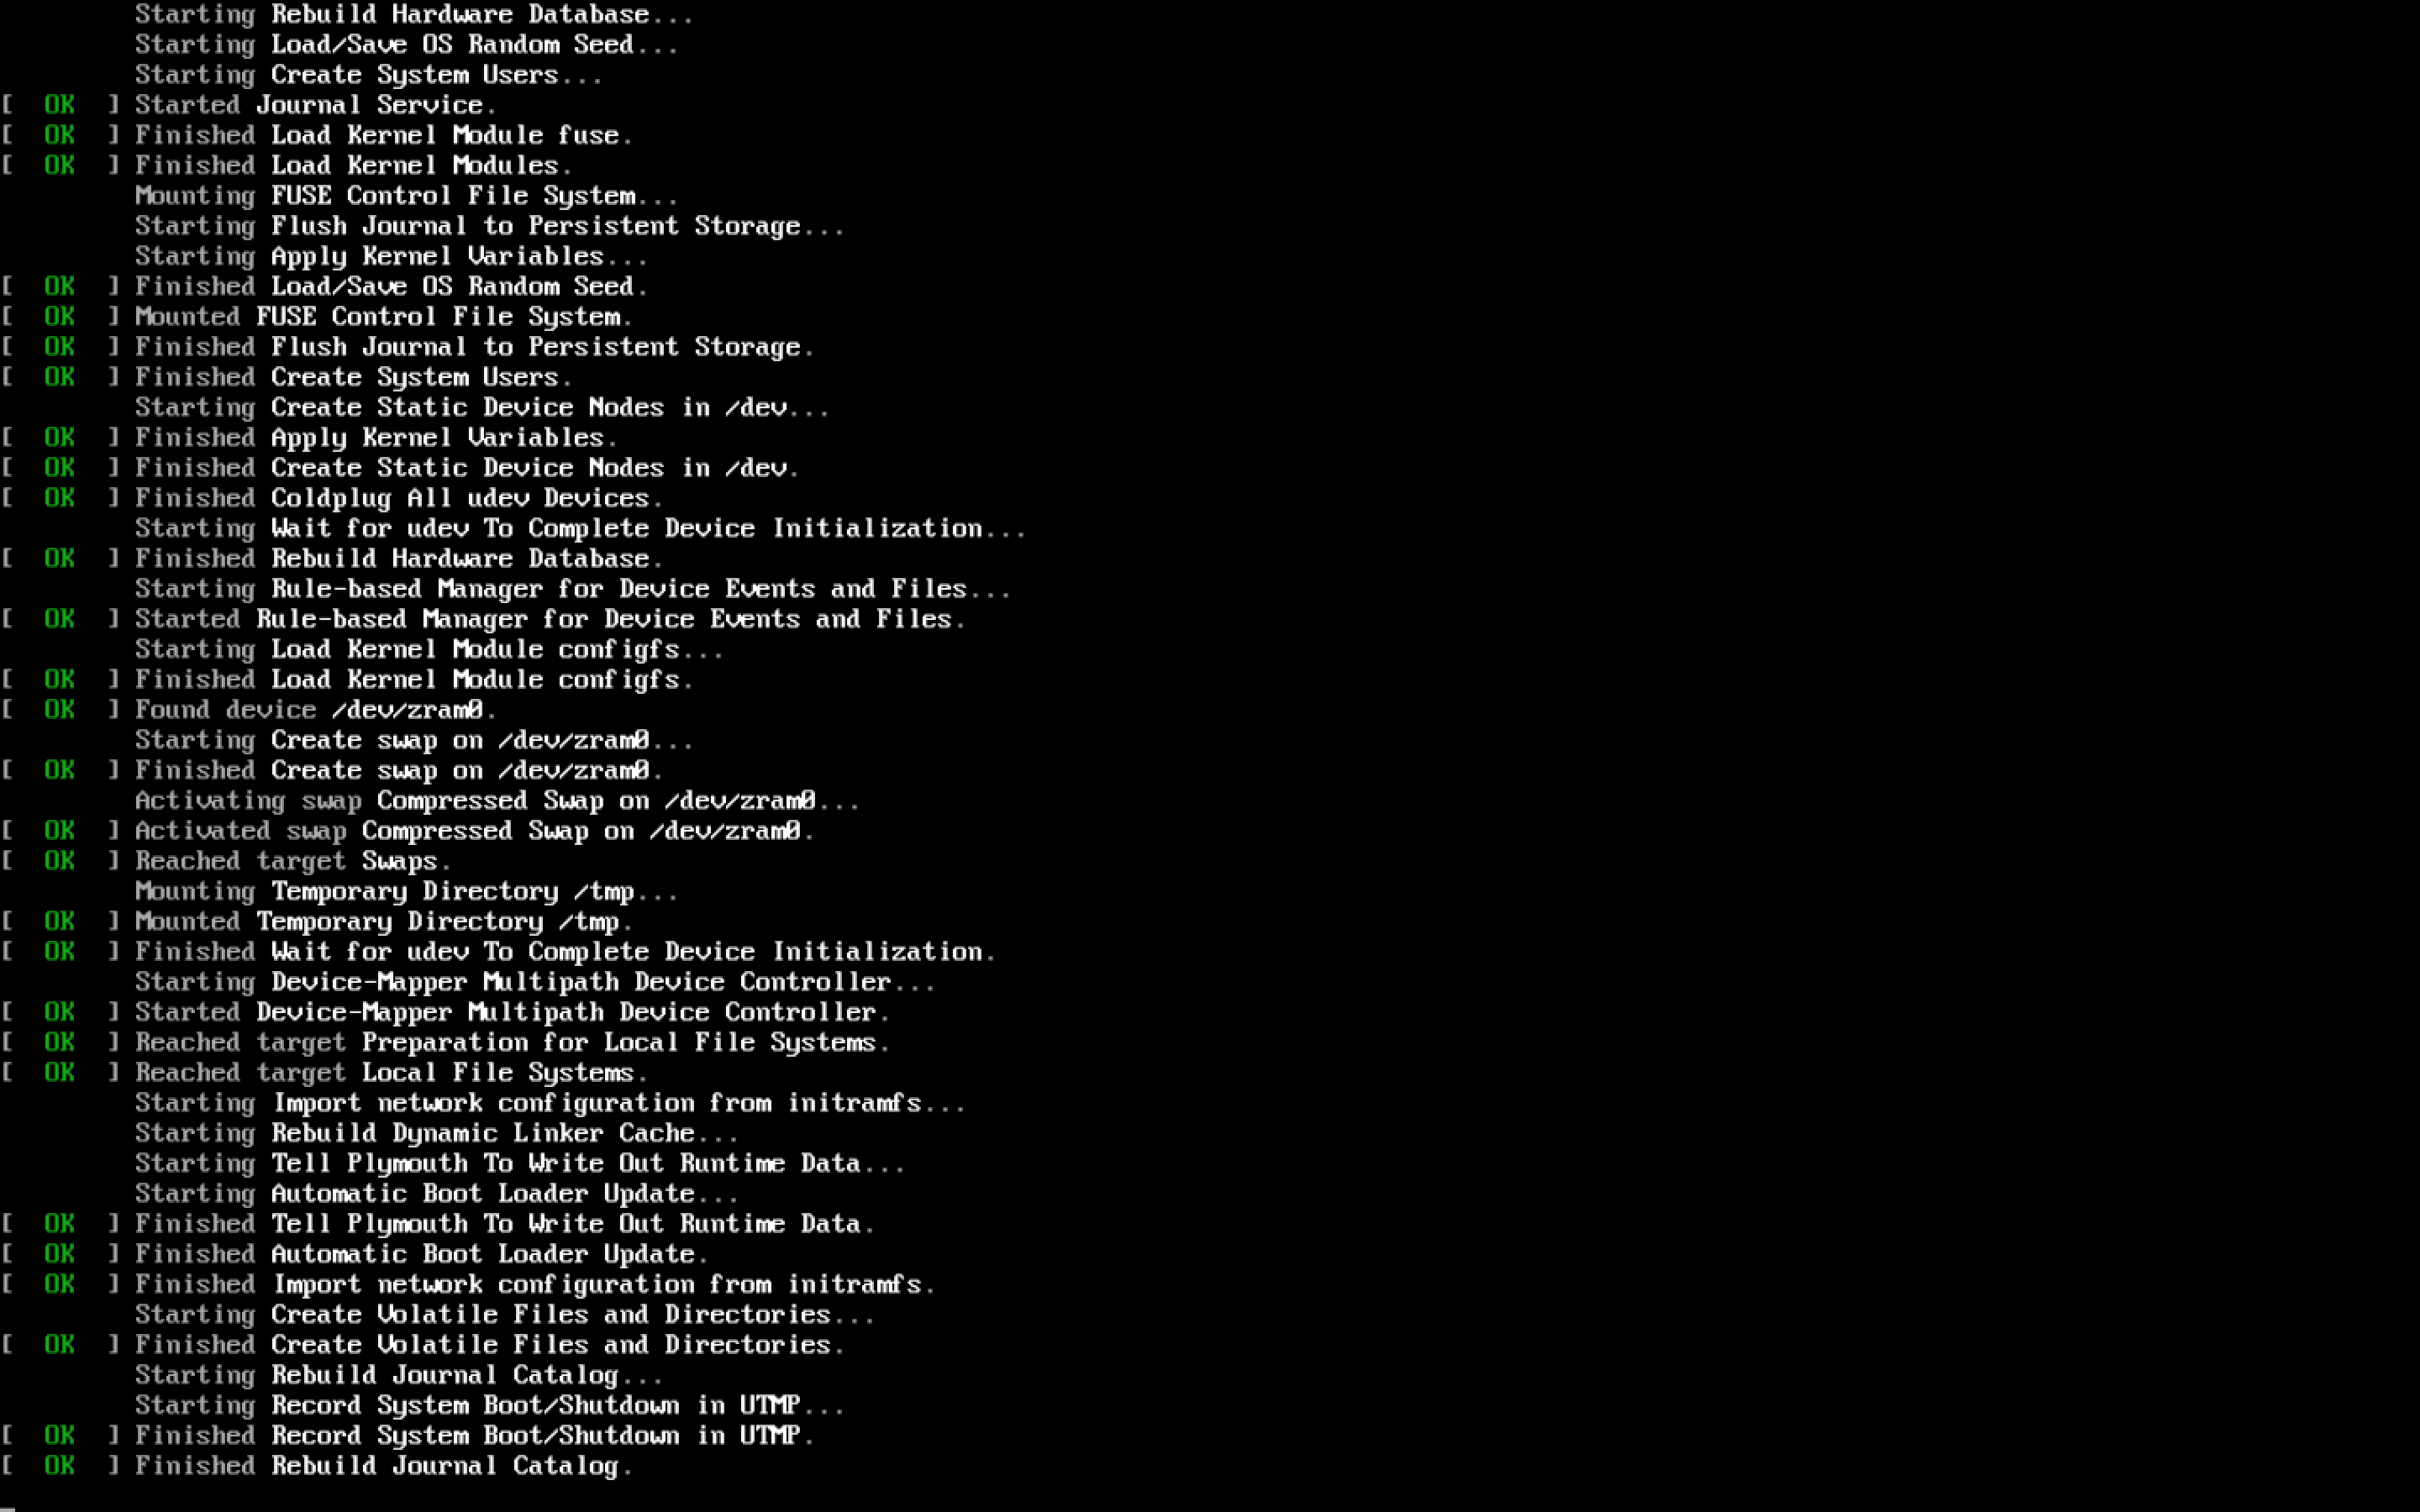 Starting Rebuild Hardware Database...
Starting Load/Save OS Random Seed...
Starting Create System Users...
[  OK  ] Started Journal Service.
[  OK  ] Finished Load Kernel Module fuse.
[  OK  ] Finished Load Kernel Modules.
Mounting FUSE Control File System...
Starting Flush Journal to Persistent Storage...
Starting Apply Kernel Variables...
[  OK  ] Finished Load/Save OS Random Seed.
[  OK  ] Mounted FUSE Control File System.
[  OK  ] Finished Flush Journal to Persistent Storage.
[  OK  ] Finished Create System Users.
Starting Create Static Device Nodes in /dev...
[  OK  ] Finished Apply Kernel Variables.
[  OK  ] Finished Create Static Device Nodes in /dev.
[  OK  ] Finished Coldplug All udev Devices.
Starting Wait for udev To Complete Device Initialization...
[  OK  ] Finished Rebuild Hardware Database.
Starting Rule-based Manager for Device Events and Files...
[  OK  ] Started Rule-based Manager for Device Events and Files.
Starting Load Kernel Module configfs...
[  OK  ] Finished Load Kernel Module configfs.
[  OK  ] Found device /dev/zram0.
Starting Create swap on /dev/zram0...
[  OK  ] Finished Create swap on /dev/zram0.
Activating swap Compressed Swap on /dev/zram0...
[  OK  ] Activated swap Compressed Swap on /dev/zram0.
[  OK  ] Reached target Swaps.
Mounting Temporary Directory /tmp...
[  OK  ] Mounted Temporary Directory /tmp.
[  OK  ] Finished Wait for udev To Complete Device Initialization.
Starting Device-Mapper Multipath Device Controller...
[  OK  ] Started Device-Mapper Multipath Device Controller.
[  OK  ] Reached target Preparation for Local File Systems.
[  OK  ] Reached target Local File Systems.
Starting Import network configuration from initramfs...
Starting Rebuild Dynamic Linker Cache...
Starting Tell Plymouth To Write Out Runtime Data...
Starting Automatic Boot Loader Update...
[  OK  ] Finished Tell Plymouth To Write Out Runtime Data.
[  OK  ] Finished Automatic Boot Loader Update.
[  OK  ] Finished Import network configuration from initramfs.
Starting Create Volatile Files and Directories...
[  OK  ] Finished Create Volatile Files and Directories.
Starting Rebuild Journal Catalog...
Starting Record System Boot/Shutdown in UTMP...
[  OK  ] Finished Record System Boot/Shutdown in UTMP.
[  OK  ] Finished Rebuild Journal Catalog.